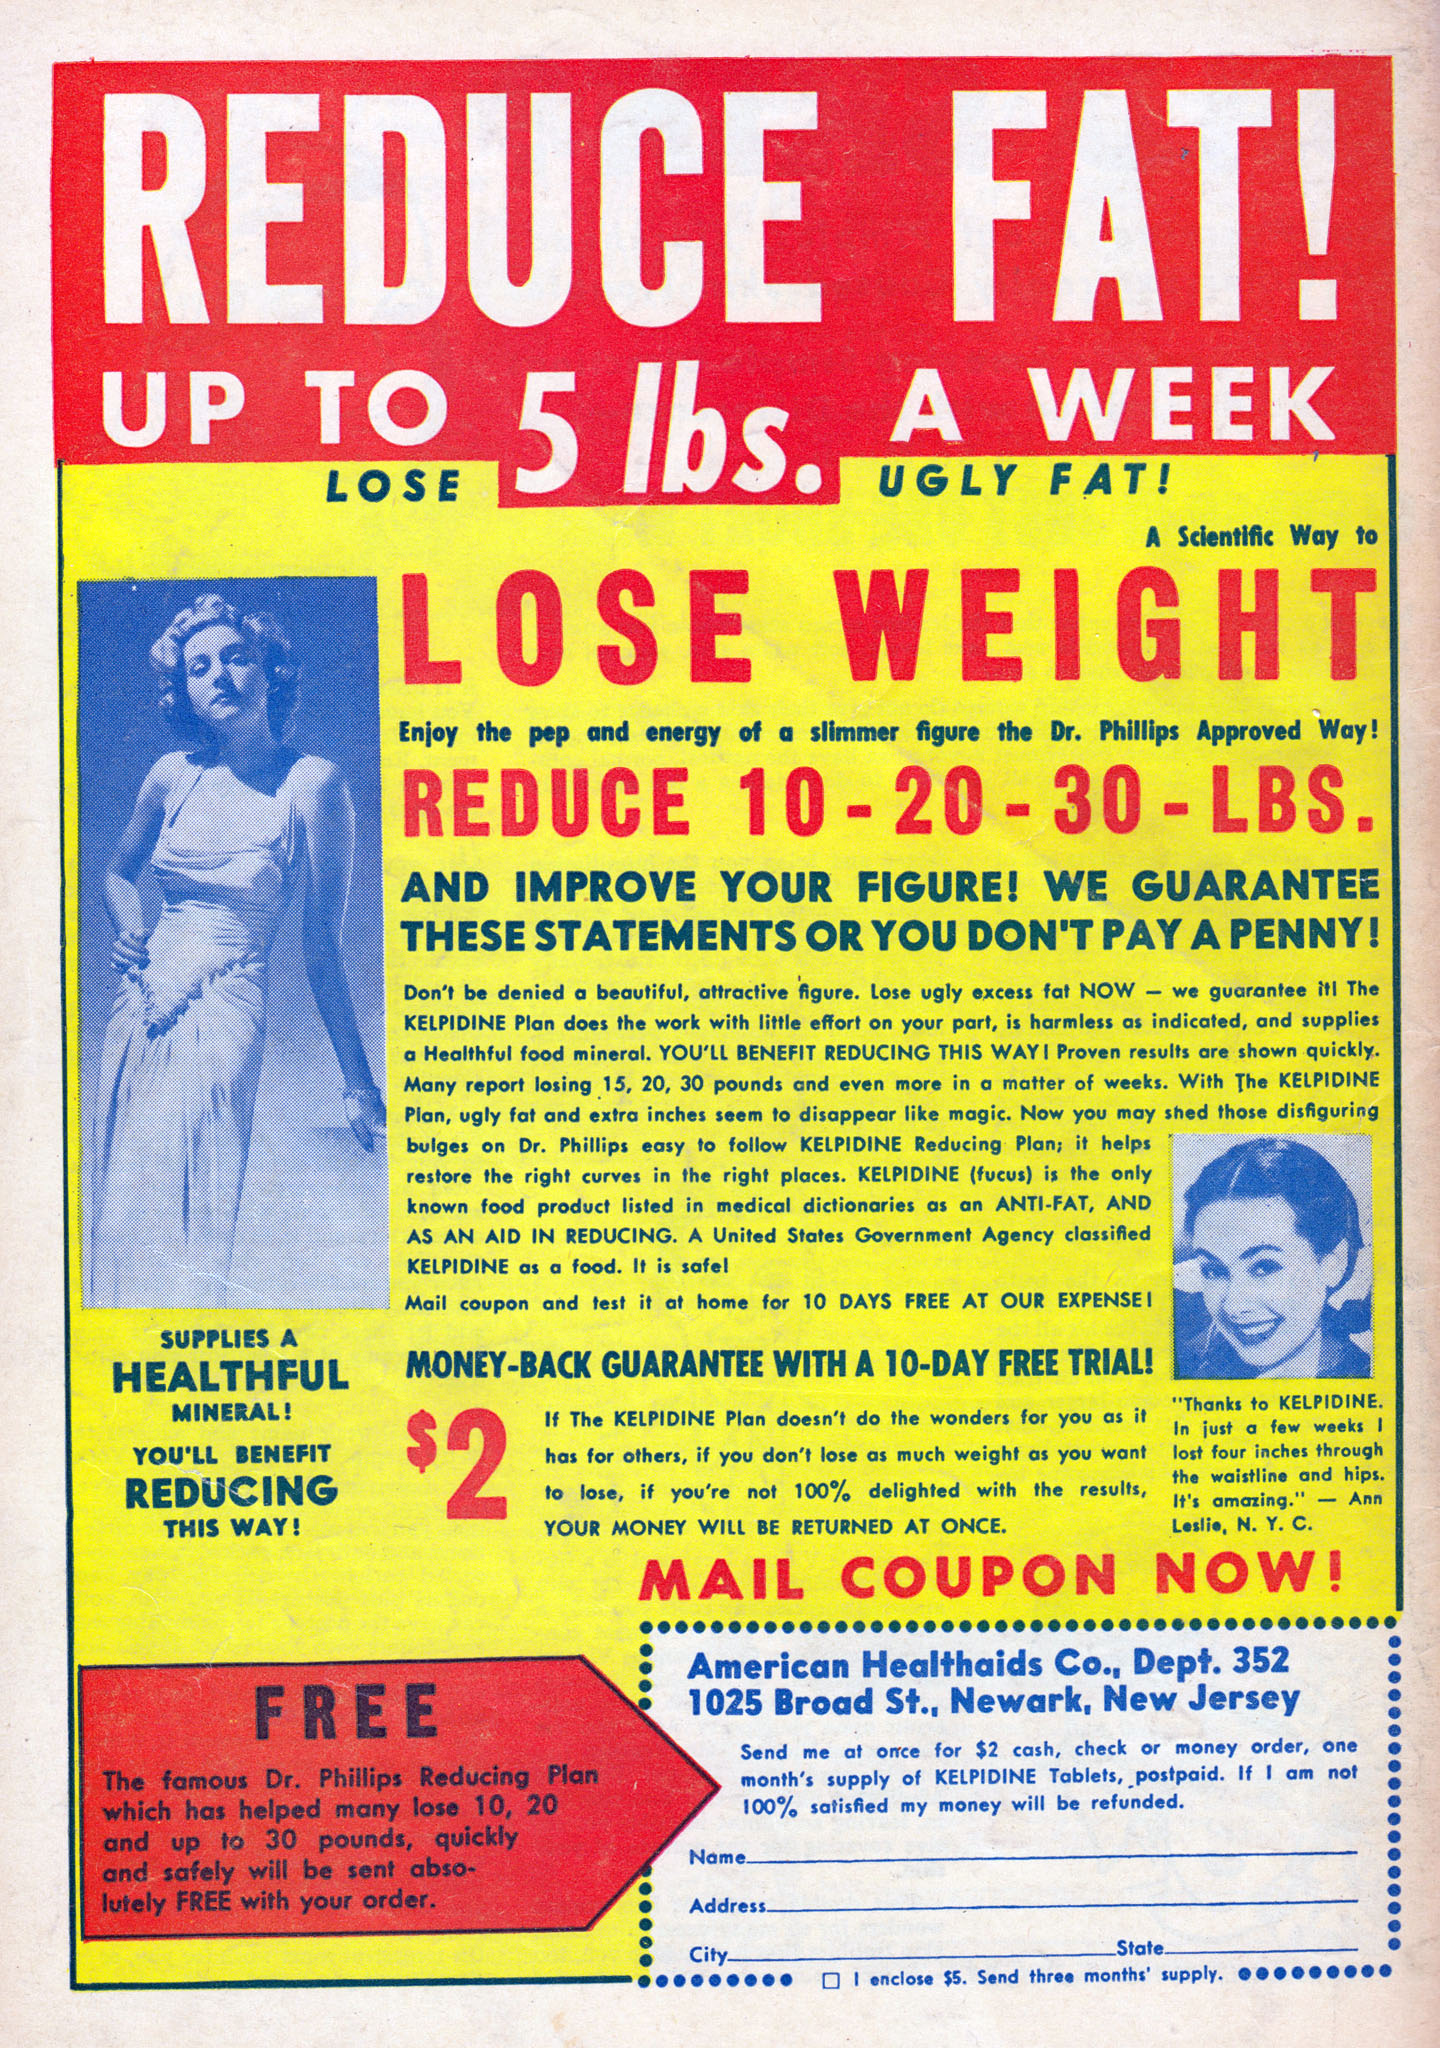 REDUCE FAT!
UP TO 5 lbs. A WEEK
LOSE UGLY FAT!
A Scientific Way to
LOSE WEIGHT
Enjoy the pep and energy of a slimmer figure the Dr. Phillips Approved Way!
REDUCE 10-20-30-LBS.
AND IMPROVE YOUR FIGURE! WE GUARANTEE
THESE STATEMENTS OR YOU DON'T PAY A PENNY!
Don't be denied a beautiful, attractive figure. Lose ugly excess fat NOW — we guarantee it! The
KELPIDINE Plan does the work with little effort on your part, is harmless as indicated, and supplies
a Healthful food mineral. YOU'LL BENEFIT REDUCING THIS WAY! Proven results are shown quickly.
Many report losing 15, 20, 30 pounds and even more in a matter of weeks. With The KELPIDINE
Plan, ugly fat and extra inches seem to disappear like magic. Now you may shed those disfiguring
bulges on Dr. Phillips easy to follow KELPIDINE Reducing Plan; it helps
restore the right curves in the right places. KELPIDINE (fucus) is the only
known food product listed in medical dictionaries as an ANTI-FAT, AND
AS AN AID IN REDUCING. A United States Government Agency classified
KELPIDINE as a food. It is safe!
Mail coupon and test it at home for 10 DAYS FREE AT OUR EXPENSE!
SUPPLIES A
HEALTHFUL
MINERAL!
YOU'LL BENEFIT
REDUCING
THIS WAY!
MONEY-BACK GUARANTEE WITH A 10-DAY FREE TRIAL!
$2
If The KELPIDINE Plan doesn't do the wonders for you as it
has for others, if you don't lose as much weight as you want
to lose, if you're not 100% delighted with the results,
YOUR MONEY WILL BE RETURNED AT ONCE.
"Thanks to KELPIDINE.
In just a few weeks I
lost four inches through
the waistline and hips.
It's amazing." — Ann
Leslie, N. Y. C.
MAIL COUPON NOW!
FREE
The famous Dr. Phillips Reducing Plan
which has helped many lose 10, 20
and up to 30 pounds, quickly
and safely will be sent abso-
lutely FREE with your order.
American Healthaids Co., Dept. 352
1025 Broad St., Newark, New Jersey
Send me at once for $2 cash, check or money order, one
month's supply of KELPIDINE Tablets, postpaid. If I am not
100% satisfied my money will be refunded.
Name
Address
City State
I enclose $5. Send three months' supply.